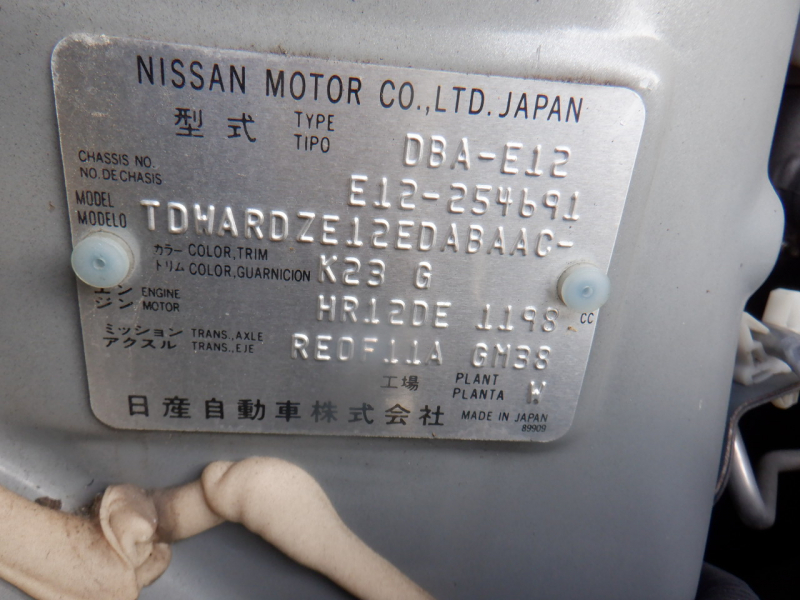 NISSAN MOTOR CO.,LTD. JAPAN
型式 TYPE TIPO DBA-E12
CHASSIS NO. NO.DECHASIS E12-254691
MODEL MODELO TDWARDZE12EDABAAC-
カラー COLOR,TRIM
トリム COLOR,GUARNICION K23 G
エン ENGINE
ジン MOTOR HR12DE 1198 CC
ミッション TRANS.,AXLE
アクスル TRANS.,EJE RE0F11A GM38
工場 PLANT PLANTA W
日産自動車株式会社 MADE IN JAPAN
89909